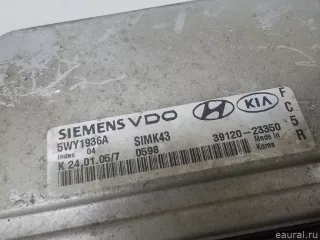 SIEMENS VDO
KIA
5WY1936A SIMK43 39120-23350
Index 04 Made in
K 24.01.05/7 0598 Korea
F
C
5
R
eaural.ru